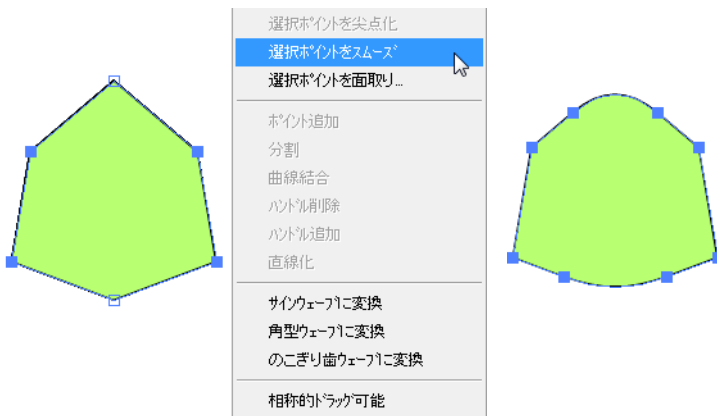 選択ポイントを尖点化
選択ポイントをスムーズ
選択ポイントを面取り...
ポイント追加
分割
曲線結合
ハンドル削除
ハンドル追加
直線化
サインウェーブに変換
角型ウェーブに変換
のこぎり歯ウェーブに変換
相称的ドラッグ可能